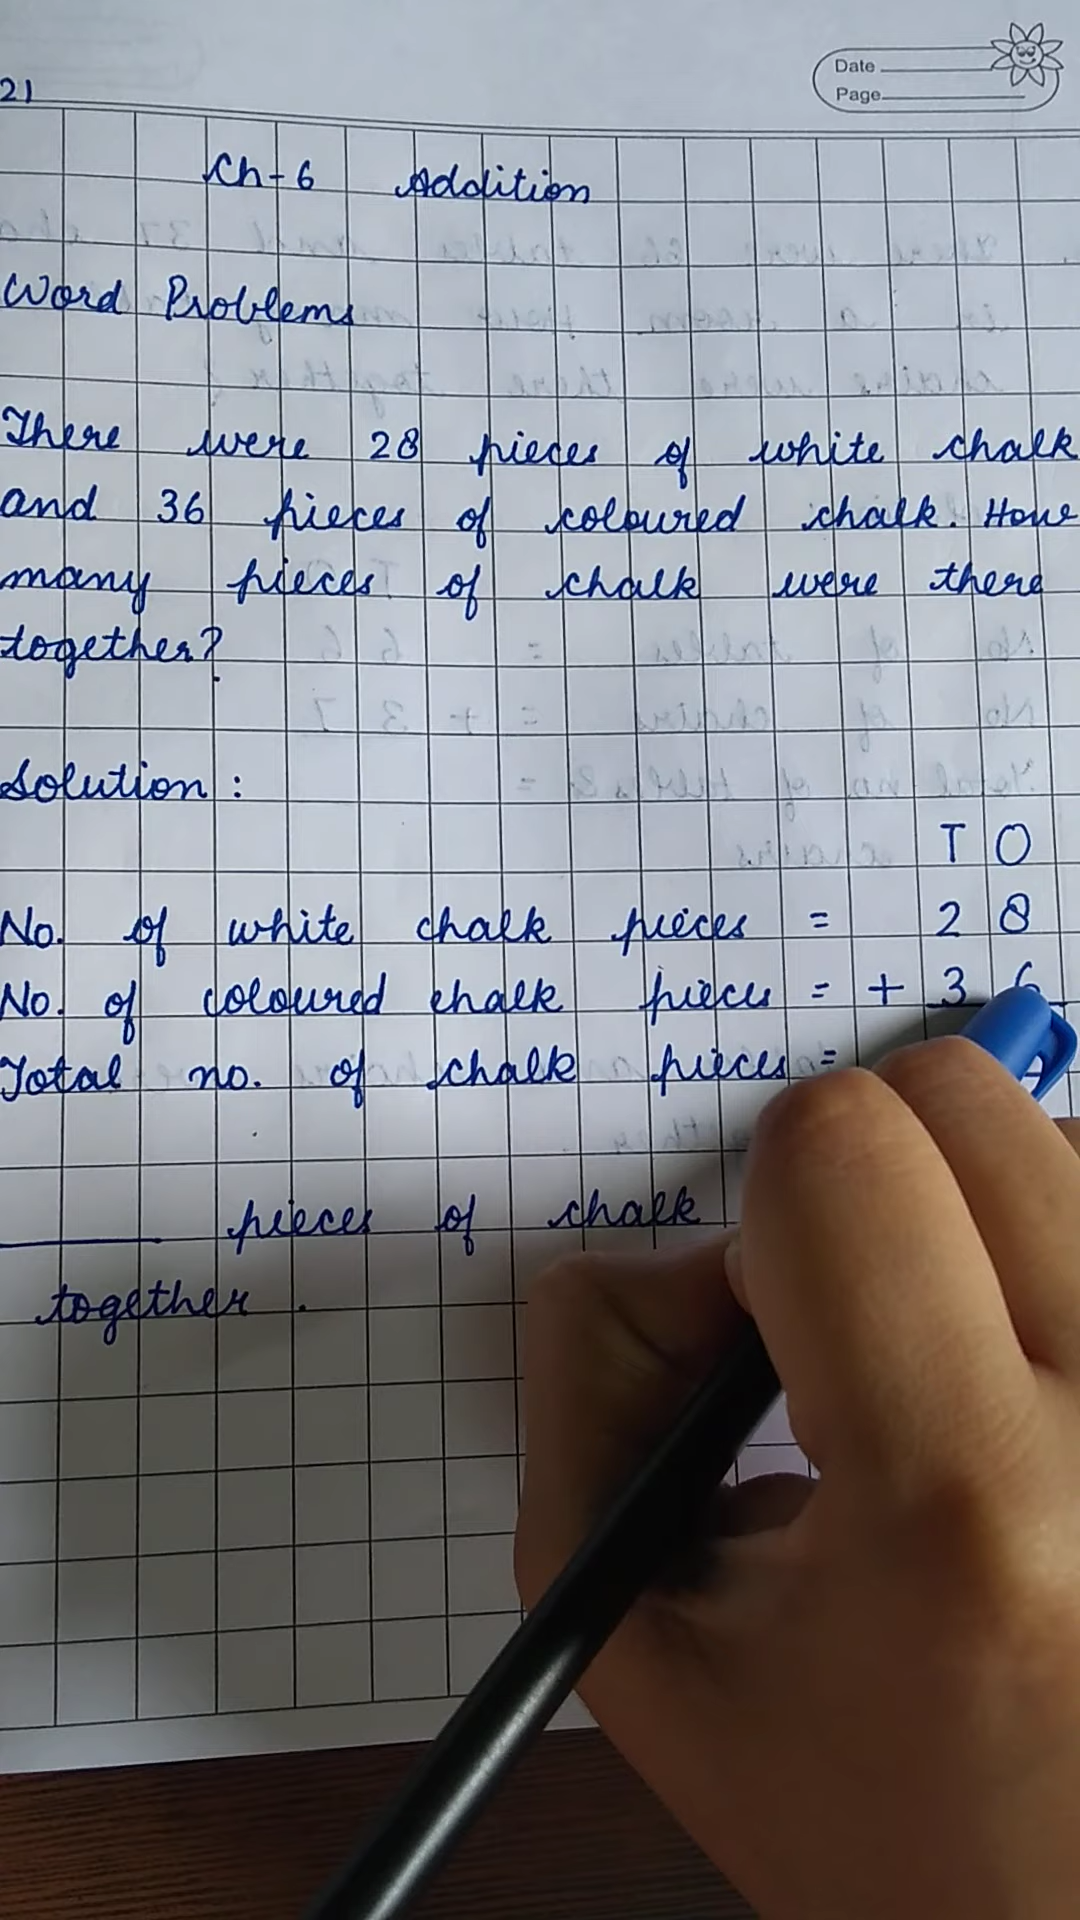 Date
Page
21
Ch-6 Addition
Word Problems
There were 28 pieces of white chalk
and 36 pieces of coloured chalk. How
many pieces of chalk were there
together?
Solution :
T O
No. of white chalk pieces = 2 8
No. of coloured chalk pieces = + 3 6
Total no. of chalk pieces =
pieces of chalk
together.